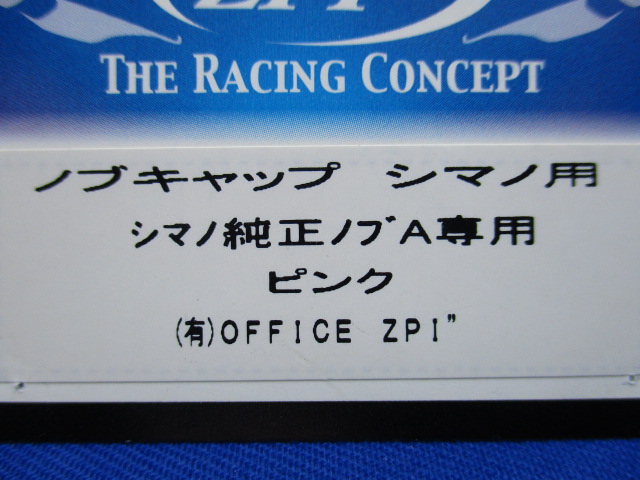 ZPI
THE RACING CONCEPT
ノブキャップ シマノ用
シマノ純正ノブA専用
ピンク
(有)OFFICE ZPI"